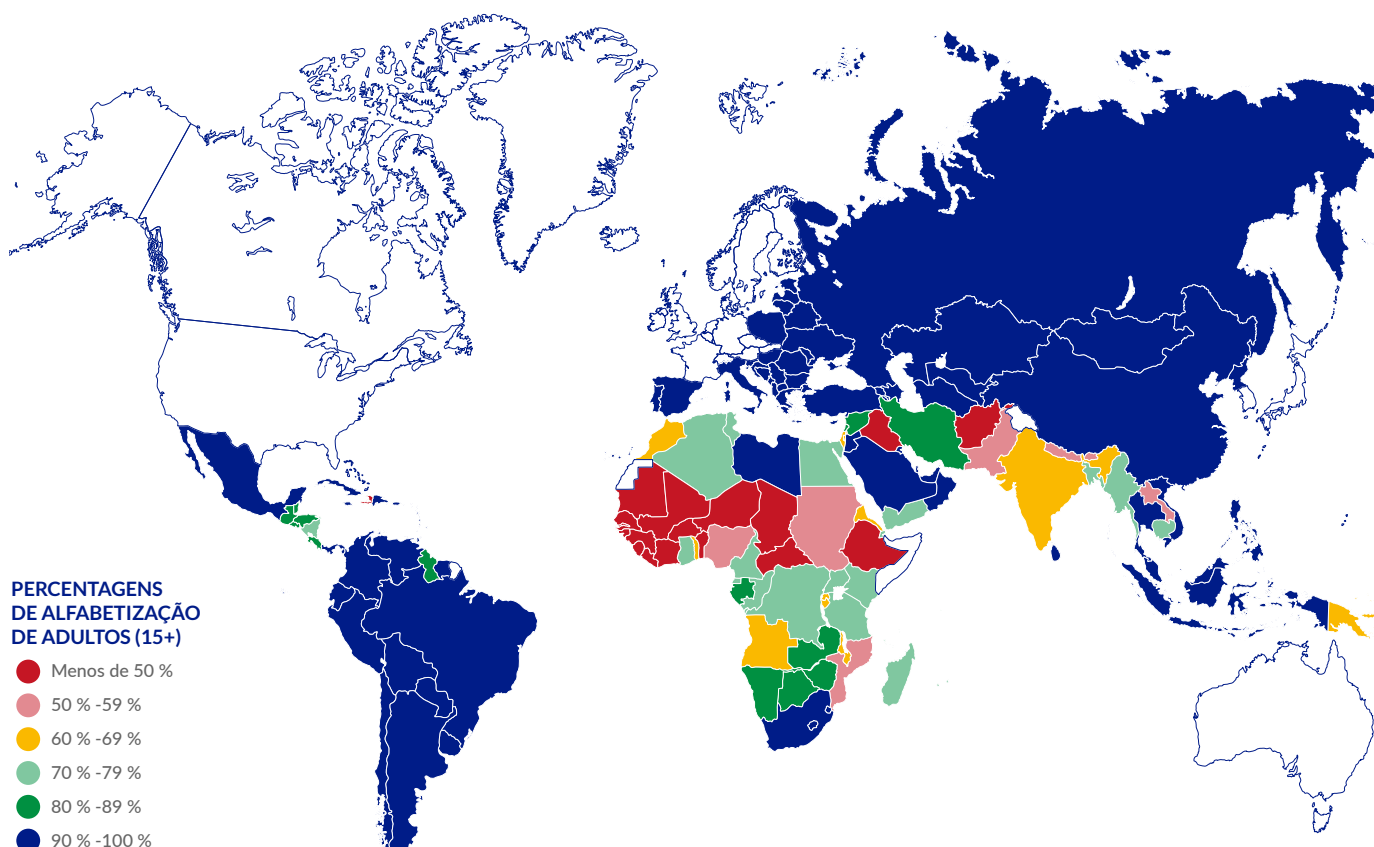 PERCENTAGENS
DE ALFABETIZAÇÃO
DE ADULTOS (15+)
Menos de 50 %
50 % -59 %
60 % -69 %
70 % -79 %
80 % -89 %
90 % -100 %